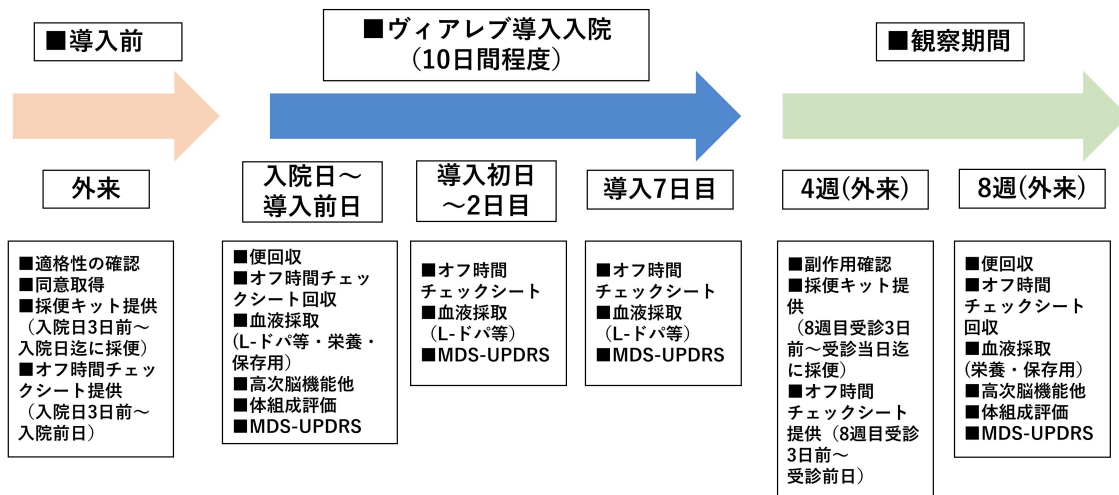 ■導入前
■ヴィアレブ導入入院
（10日間程度）
■観察期間
外来
入院日～
導入前日
導入初日
～2日目
導入7日目
4週(外来）
8週(外来）
■適格性の確認
■同意取得
■採便キット提供
（入院日3日前～
入院日迄に採便）
■オフ時間チェッ
クシート提供
（入院日3日前～
入院前日）
■便回収
■オフ時間チェッ
クシート回収
■血液採取
(L-ドパ等・栄養・
保存用）
■高次脳機能他
■体組成評価
■MDS-UPDRS
■オフ時間
チェックシート
■血液採取
（L-ドパ等）
■MDS-UPDRS
■オフ時間
チェックシート
■血液採取
（L-ドパ等）
■MDS-UPDRS
■副作用確認
■採便キット提
供
（8週目受診3日
前～受診当日迄
に採便）
■オフ時間
チェックシート
提供（8週目受診
3日前～
受診前日）
■便回収
■オフ時間
チェックシート
回収
■血液採取
(栄養・保存用）
■高次脳機能他
■体組成評価
■MDS-UPDRS